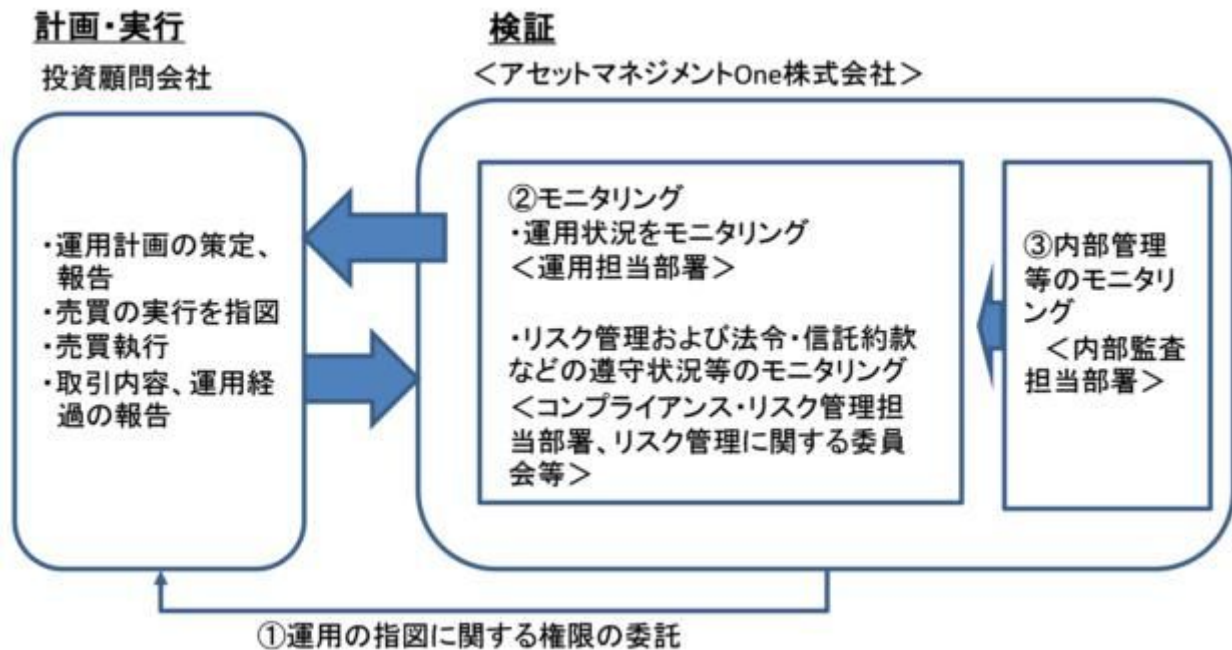 計画・実行
投資顧問会社
・運用計画の策定、
報告
・売買の実行を指図
・売買執行
・取引内容、運用経
過の報告
検証
＜アセットマネジメントOne株式会社＞
②モニタリング
・運用状況をモニタリング
＜運用担当部署＞
・リスク管理および法令・信託約款
などの遵守状況等のモニタリング
＜コンプライアンス・リスク管理担
当部署、リスク管理に関する委員
会等＞
③内部管理
等のモニタリ
ング
＜内部監査
担当部署＞
①運用の指図に関する権限の委託